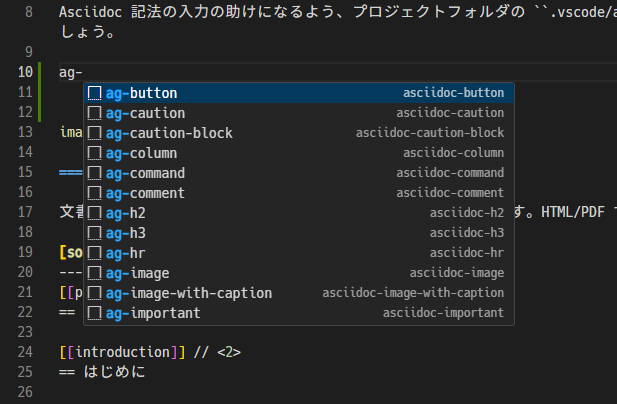 8 Asciidoc 記法の入力の助けになるよう、プロジェクトフォルダの ``.vscode/a
しょう。
9
10 ag-
11 ag-button asciidoc-button
12 ag-caution asciidoc-caution
13 ima ag-caution-block asciidoc-caution-block
14 ag-column asciidoc-column
15 === ag-command asciidoc-command
16 ag-comment asciidoc-comment
17 文書 ag-h2 asciidoc-h2 す。HTML/PDF
18 ag-h3 asciidoc-h3
19 [so ag-hr asciidoc-hr
20 --- ag-image asciidoc-image
21 [[p ag-image-with-caption asciidoc-image-with-caption
22 == ag-important asciidoc-important
23
24 [[introduction]] // <2>
25 == はじめに
26